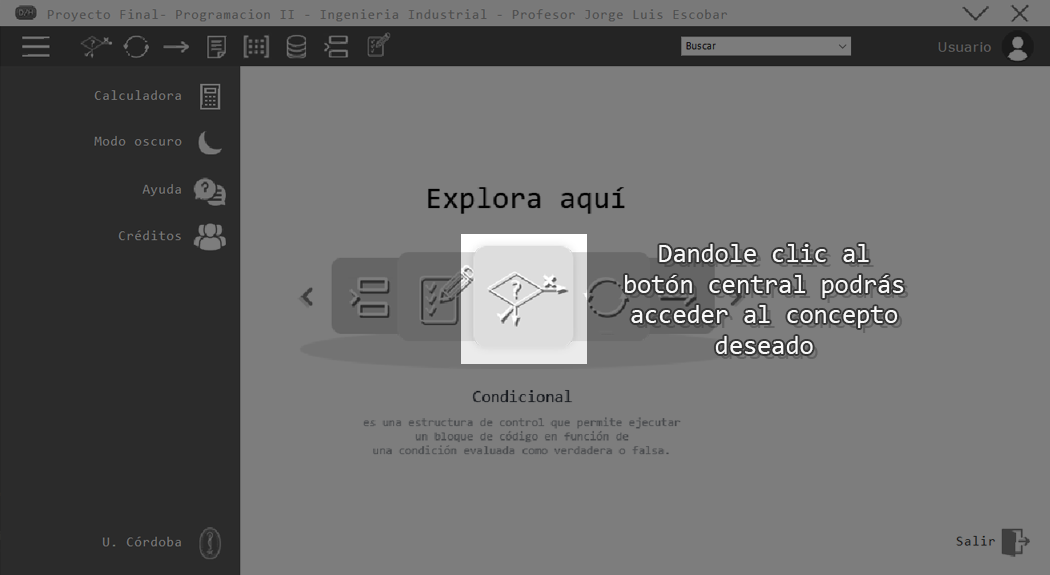 D/H Proyecto Final- Programacion II - Ingenieria Industrial - Profesor Jorge Luis Escobar
Buscar
Usuario
Calculadora
Modo oscuro
Ayuda
Créditos
Explora aquí
?
Dandole clic al
botón central podrás
acceder al concepto
deseado
Condicional
es una estructura de control que permite ejecutar
un bloque de código en función de
una condición evaluada como verdadera o falsa.
U. Córdoba
Salir